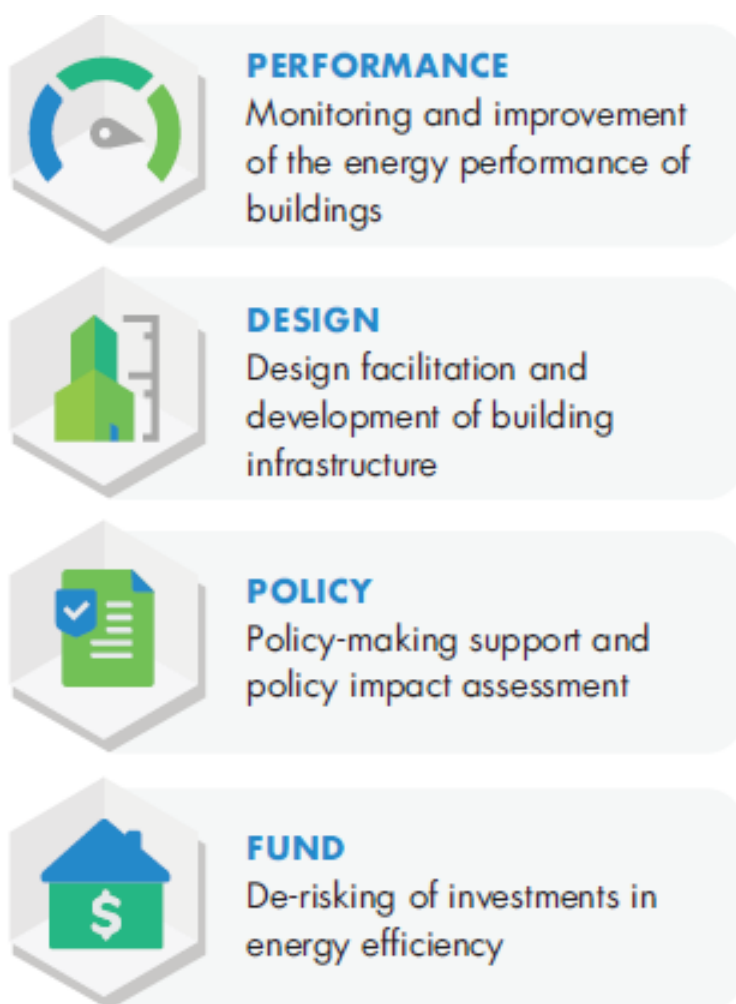 PERFORMANCE
Monitoring and improvement
of the energy performance of
buildings
DESIGN
Design facilitation and
development of building
infrastructure
POLICY
Policy-making support and
policy impact assessment
FUND
$
De-risking of investments in
energy efficiency